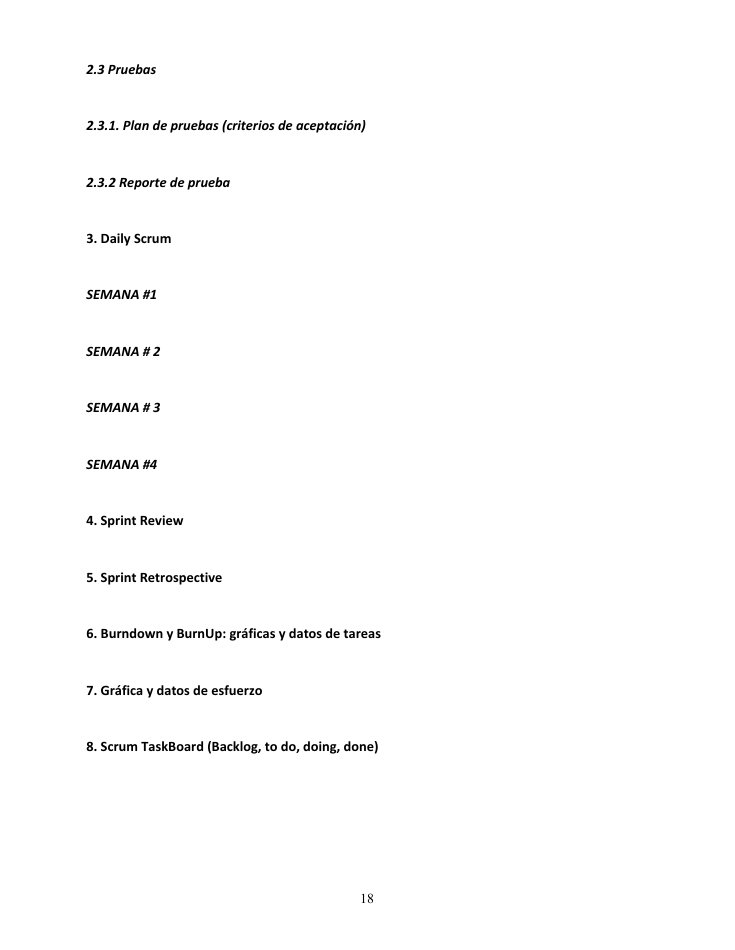 2.3 Pruebas
2.3.1. Plan de pruebas (criterios de aceptación)
2.3.2 Reporte de prueba
3. Daily Scrum
SEMANA #1
SEMANA # 2
SEMANA # 3
SEMANA #4
4. Sprint Review
5. Sprint Retrospective
6. Burndown y BurnUp: gráficas y datos de tareas
7. Gráfica y datos de esfuerzo
8. Scrum TaskBoard (Backlog, to do, doing, done)
18